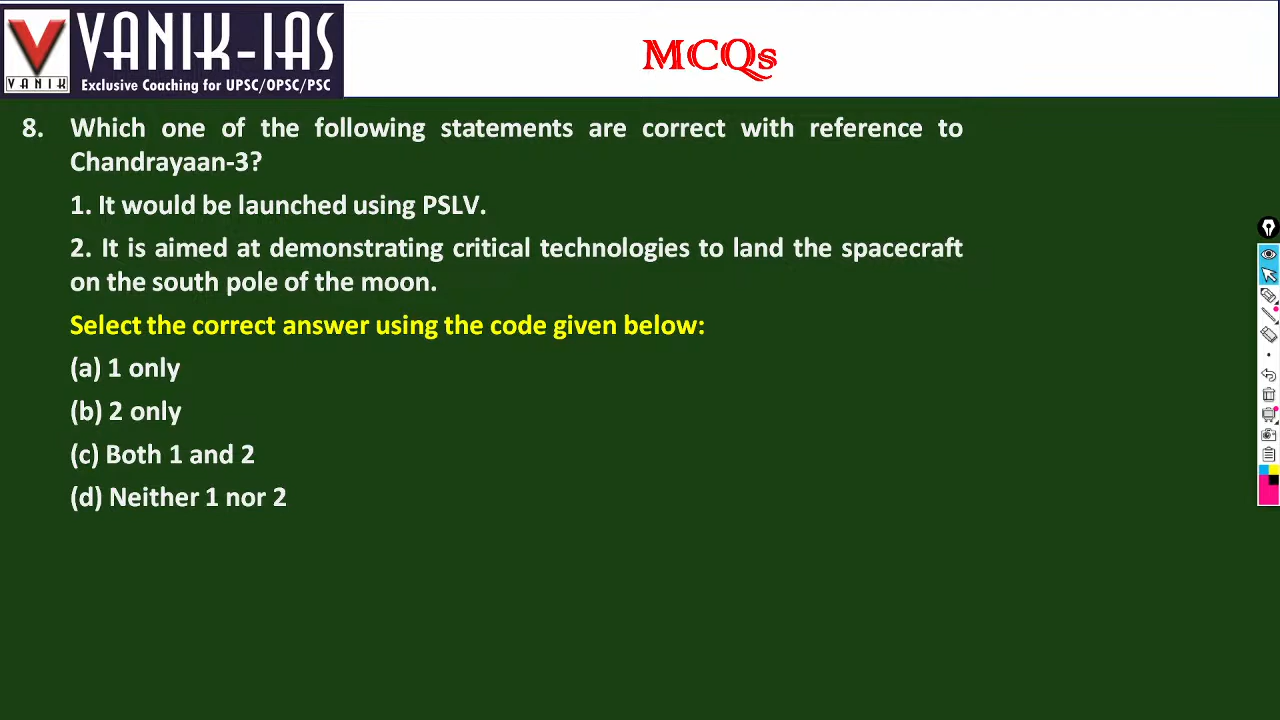 VANIK-IAS
VANIK
Exclusive Coaching for UPSC/OPSC/PSC
MCQs
8. Which one of the following statements are correct with reference to
Chandrayaan-3?
1. It would be launched using PSLV.
2. It is aimed at demonstrating critical technologies to land the spacecraft
on the south pole of the moon.
Select the correct answer using the code given below:
(a) 1 only
(b) 2 only
(c) Both 1 and 2
(d) Neither 1 nor 2